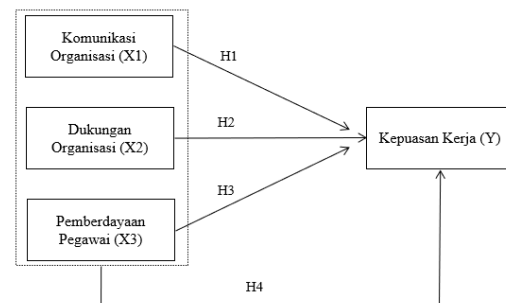 Komunikasi
Organisasi (X1)
H1
Dukungan
Organisasi (X2)
H2
Kepuasan Kerja (Y)
H3
Pemberdayaan
Pegawai (X3)
H4